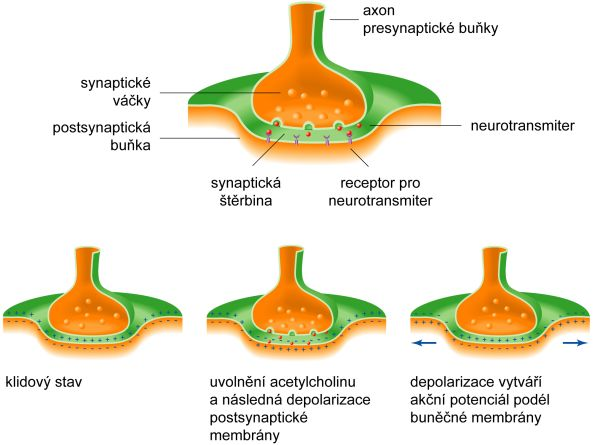 axon
presynaptické buňky
synaptické
váčky
postsynaptická
buňka
neurotransmiter
synaptická
štěrbina
receptor pro
neurotransmiter
klidový stav
uvolnění acetylcholinu
a následná depolarizace
postsynaptické
membrány
depolarizace vytváří
akční potenciál podél
buněčné membrány